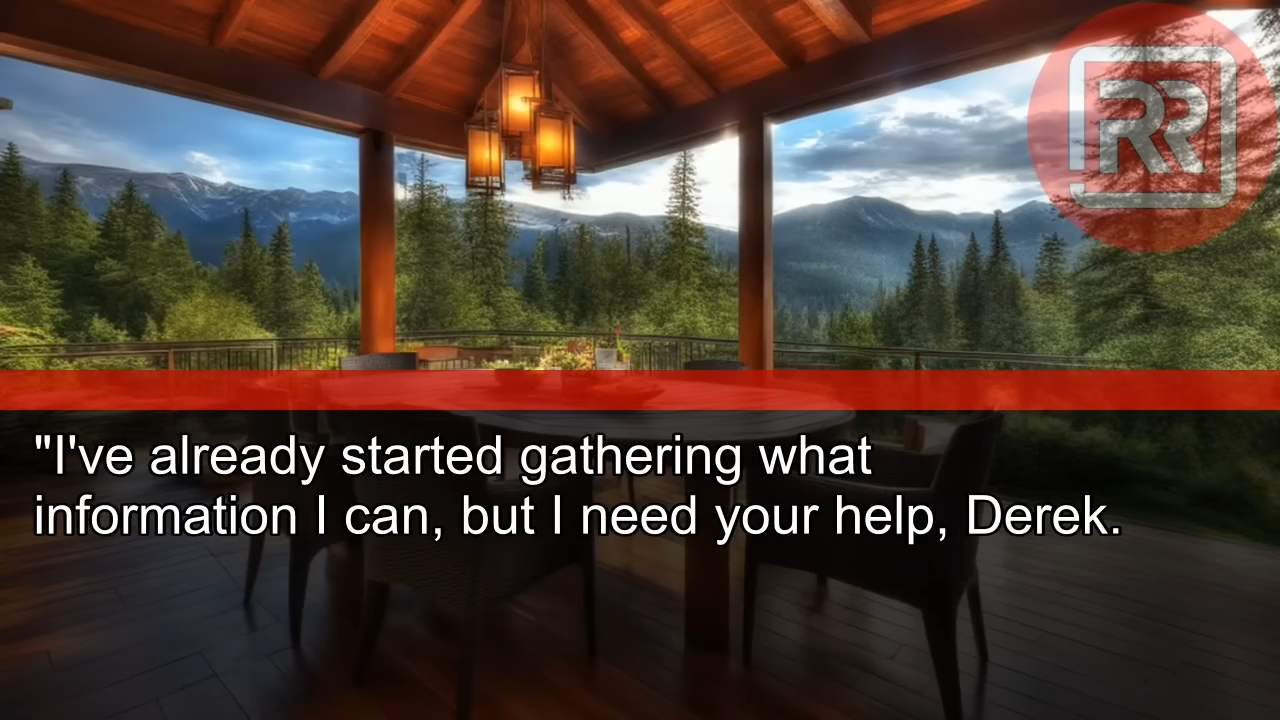 RR
"I've already started gathering what
information I can, but I need your help, Derek.